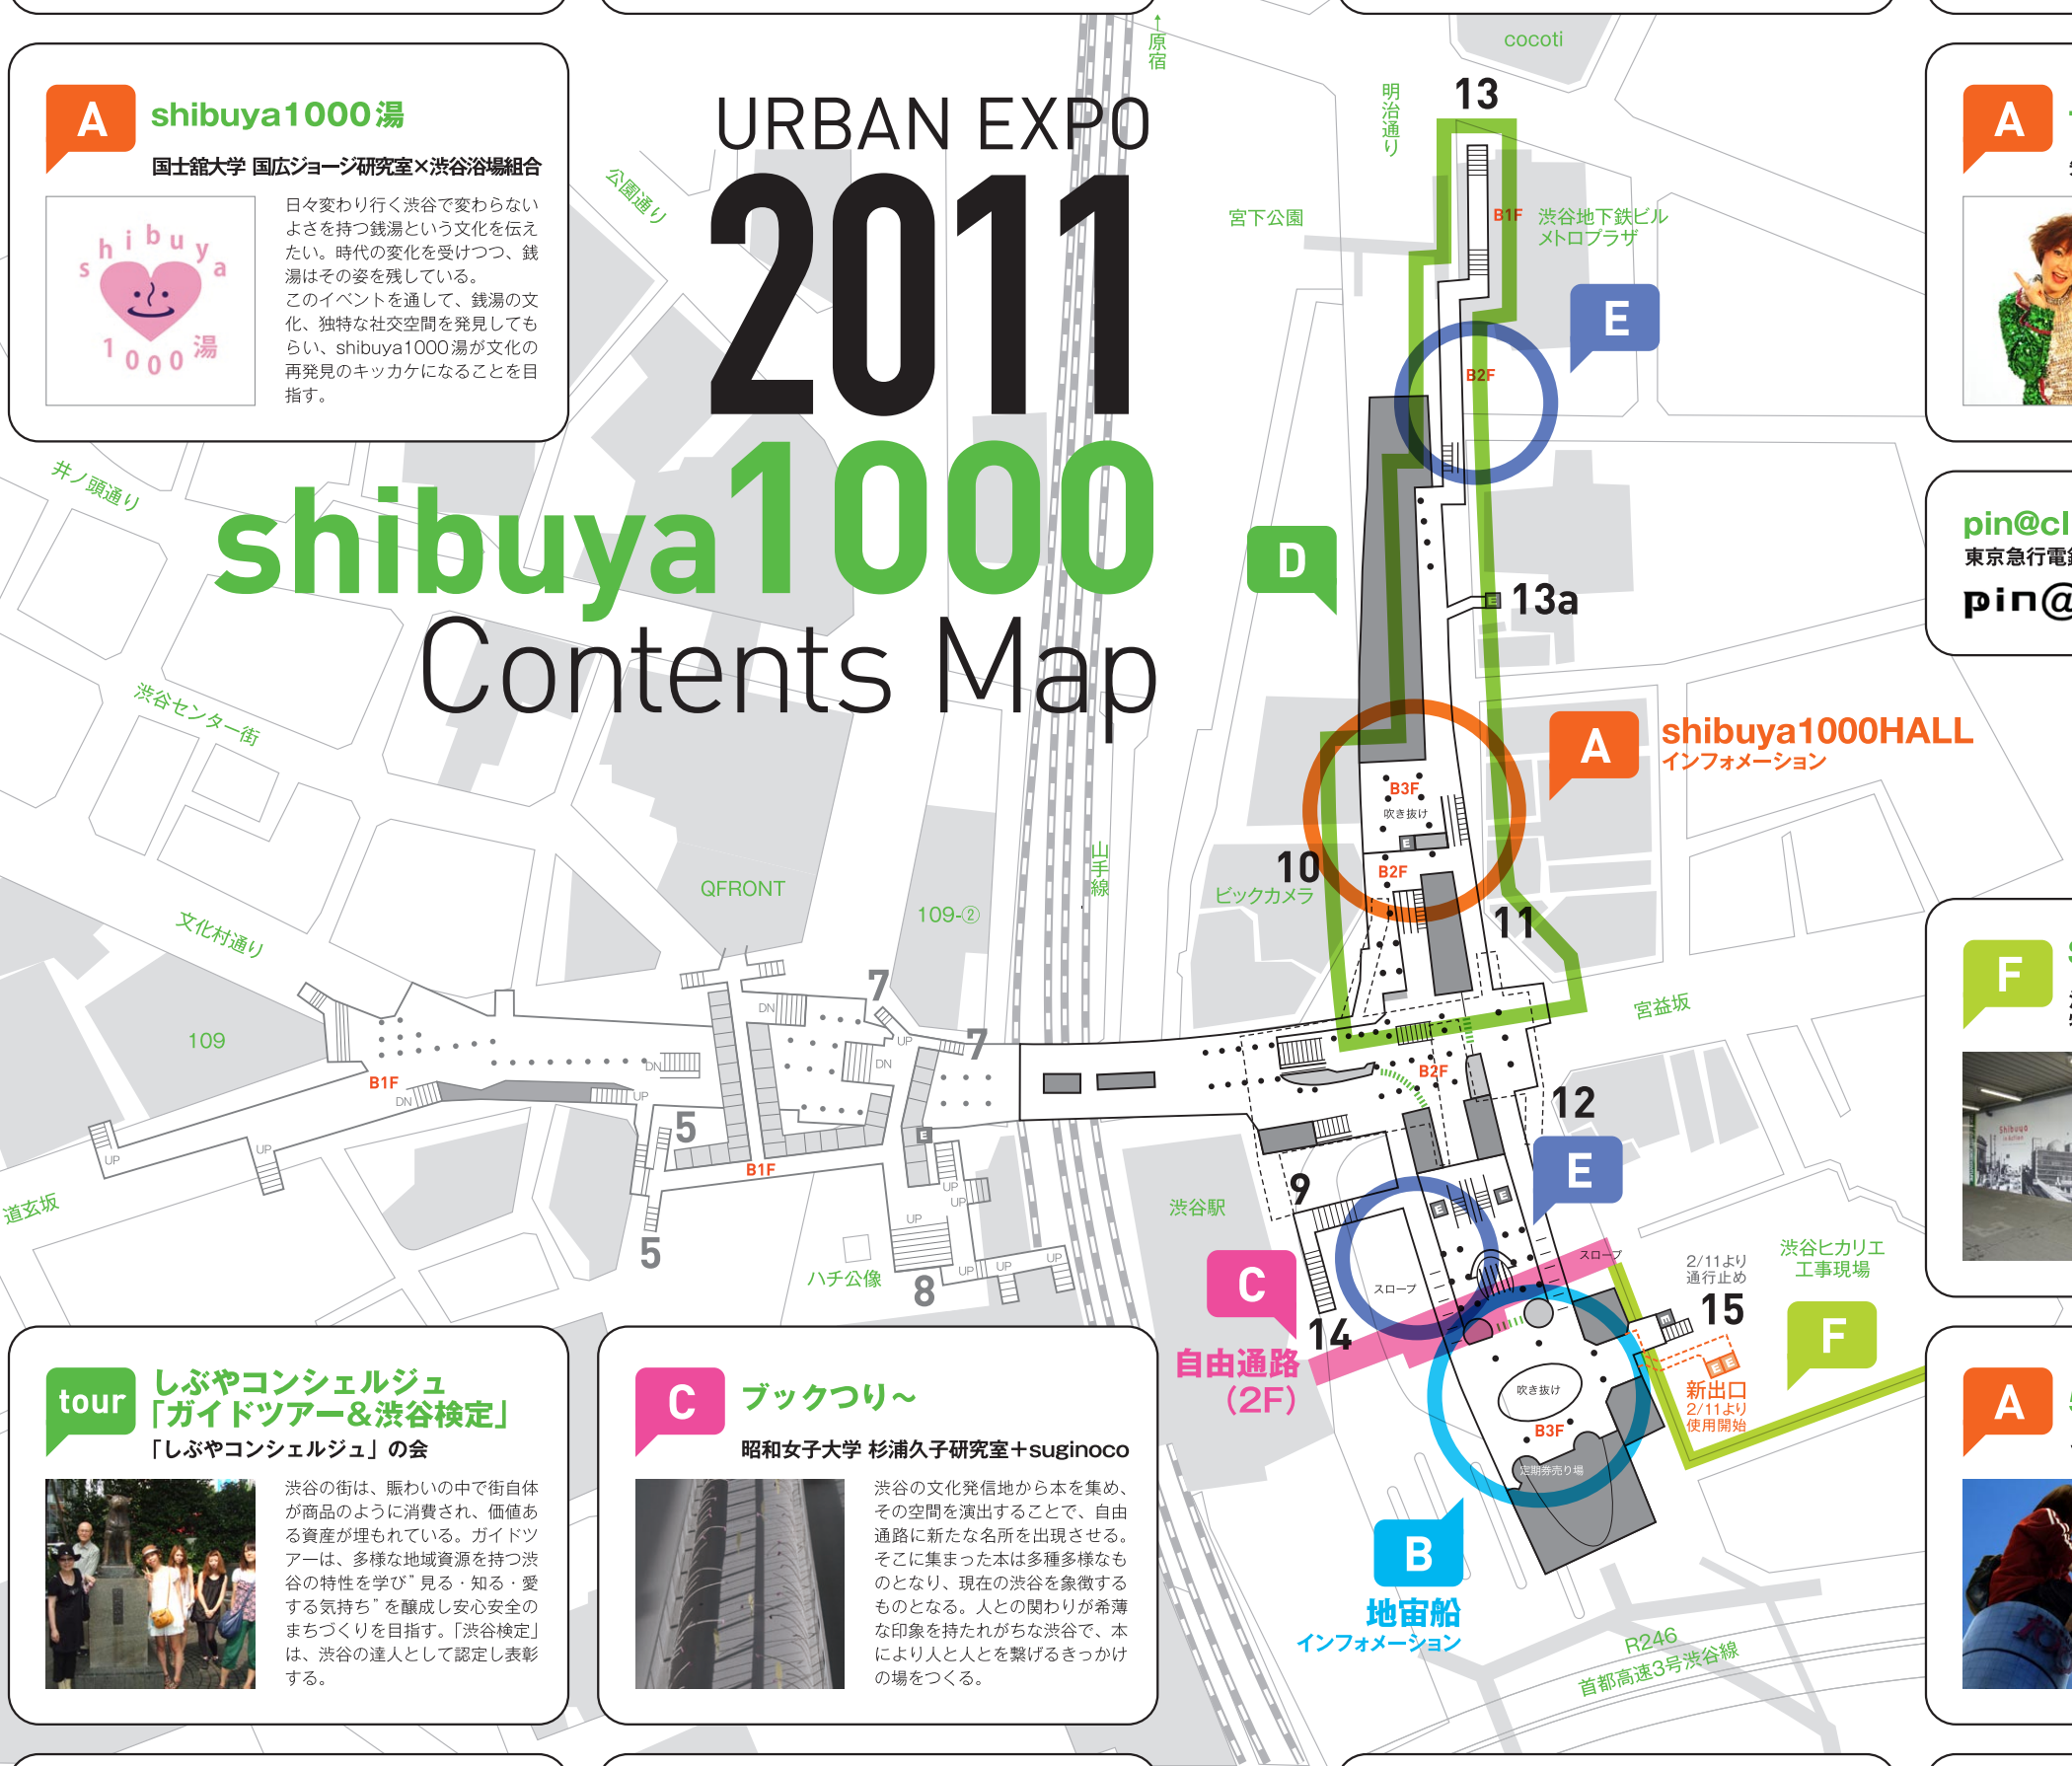 A
shibuya1000湯
国士舘大学 国広ジョージ研究室×渋谷浴場組合
shibuya
1000湯
日々変わり行く渋谷で変わらない
よさを持つ銭湯という文化を伝え
たい。時代の変化を受けつつ、銭
湯はその姿を残している。
このイベントを通して、銭湯の文
化、独特な社交空間を発見しても
らい、shibuya1000湯が文化の
再発見のキッカケになることを目
指す。
URBAN EXPO
2011
shibuya1000
Contents Map
↑原宿
公園通り
井ノ頭通り
渋谷センター街
文化村通り
道玄坂
109
QFRONT
109-②
山手線
ハチ公像
渋谷駅
cocoti
明治通り
13
宮下公園
B1F
渋谷地下鉄ビル
メトロプラザ
E
B2F
D
E
13a
A
shibuya1000HALL
インフォメーション
B3F
吹き抜け
E
10
B2F
ビックカメラ
11
宮益坂
7
7
DN
UP
DN
DN
UP
B1F
DN
UP
UP
5
B1F
5
E
UP
UP
UP
8
UP
UP
UP
B2F
12
E
9
E
E
スロープ
スロープ
C
14
自由通路
(2F)
2/11より
通行止め
15
E
E E
新出口
2/11より
使用開始
渋谷ヒカリエ
工事現場
F
吹き抜け
B3F
定期券売り場
B
地宙船
インフォメーション
R246
首都高速3号渋谷線
tour
しぶやコンシェルジュ
「ガイドツアー&渋谷検定」
「しぶやコンシェルジュ」の会
渋谷の街は、賑わいの中で街自体
が商品のように消費され、価値あ
る資産が埋もれている。ガイドツ
アーは、多様な地域資源を持つ渋
谷の特性を学び"見る・知る・愛
する気持ち"を醸成し安心安全の
まちづくりを目指す。「渋谷検定」
は、渋谷の達人として認定し表彰
する。
C
ブックつり〜
昭和女子大学 杉浦久子研究室+suginoco
渋谷の文化発信地から本を集め、
その空間を演出することで、自由
通路に新たな名所を出現させる。
そこに集まった本は多種多様なも
のとなり、現在の渋谷を象徴する
ものとなる。人との関わりが希薄
な印象を持たれがちな渋谷で、本
により人と人とを繋げるきっかけ
の場をつくる。
A
pin@cl
東京急行電
pin@
F
Shibuya
in Action
A